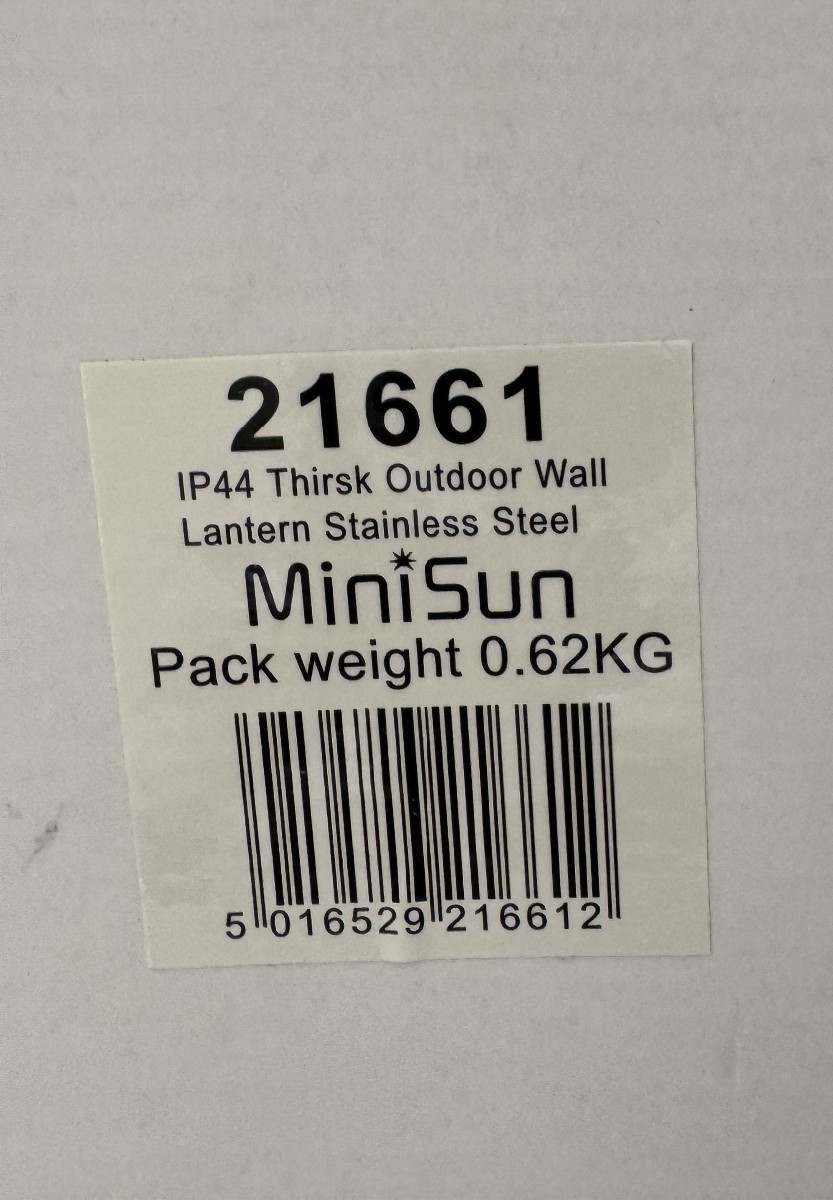 21661
IP44 Thirsk Outdoor Wall
Lantern Stainless Steel
MiniSun
Pack weight 0.62KG
5 016529 216612